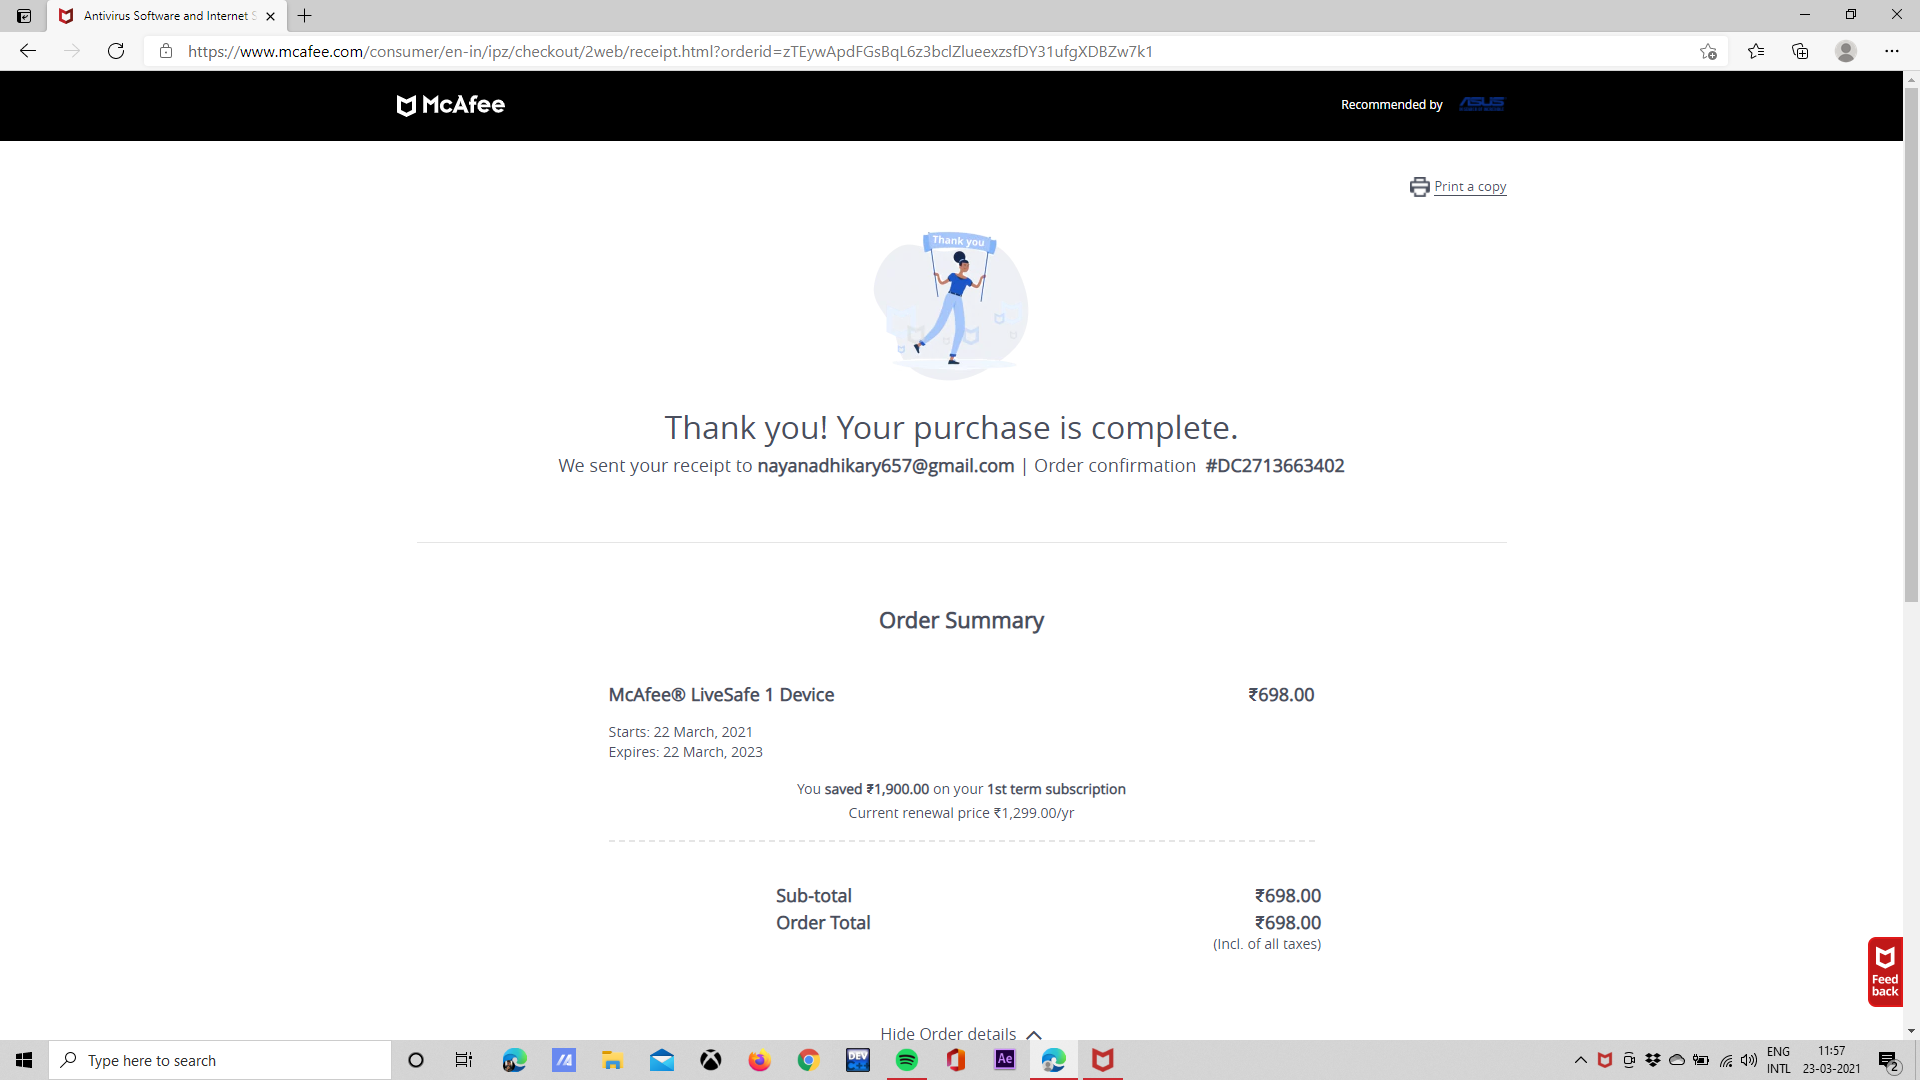 Antivirus Software and Internet S
https://www.mcafee.com/consumer/en-in/ipz/checkout/2web/receipt.html?orderid=zTEywApdFGsBqL6z3bclZlueexzsfDY31ufgXDBZw7k1
McAfee
Recommended by ASUS
Print a copy
Thank you
Thank you! Your purchase is complete.
We sent your receipt to nayanadhikary657@gmail.com | Order confirmation #DC2713663402
Order Summary
McAfee® LiveSafe 1 Device ₹698.00
Starts: 22 March, 2021
Expires: 22 March, 2023
You saved ₹1,900.00 on your 1st term subscription
Current renewal price ₹1,299.00/yr
Sub-total ₹698.00
Order Total ₹698.00
(Incl. of all taxes)
Feed
back
Hide Order details
Type here to search
DEV
Ae
ENG
INTL
11:57
23-03-2021
2